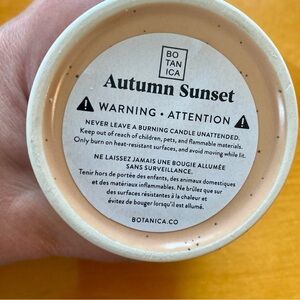 BO
TAN
ICA
Autumn Sunset
WARNING • ATTENTION
NEVER LEAVE A BURNING CANDLE UNATTENDED.
Keep out of reach of children, pets, and flammable materials.
Only burn on heat-resistant surfaces, and avoid moving while lit.
NE LAISSEZ JAMAIS UNE BOUGIE ALLUMÉE
SANS SURVEILLANCE.
Tenir hors de portée des enfants, des animaux domestiques
et des matériaux inflammables. Ne brûles que sur
des surfaces résistantes à la chaleur et
évitez de bouger lorsqu'il est allumé.
BOTANICA.CO